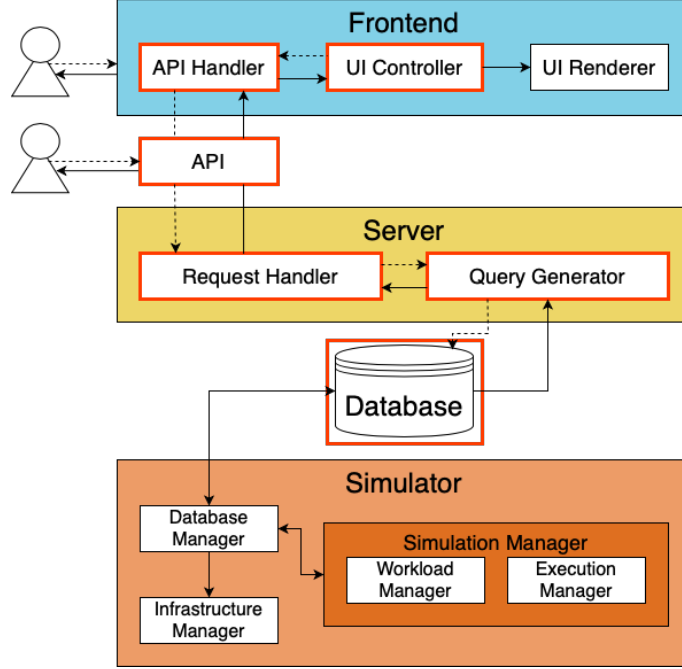 Frontend
API Handler
UI Controller
UI Renderer
API
Server
Request Handler
Query Generator
Database
Simulator
Database
Manager
Simulation Manager
Workload
Manager
Execution
Manager
Infrastructure
Manager